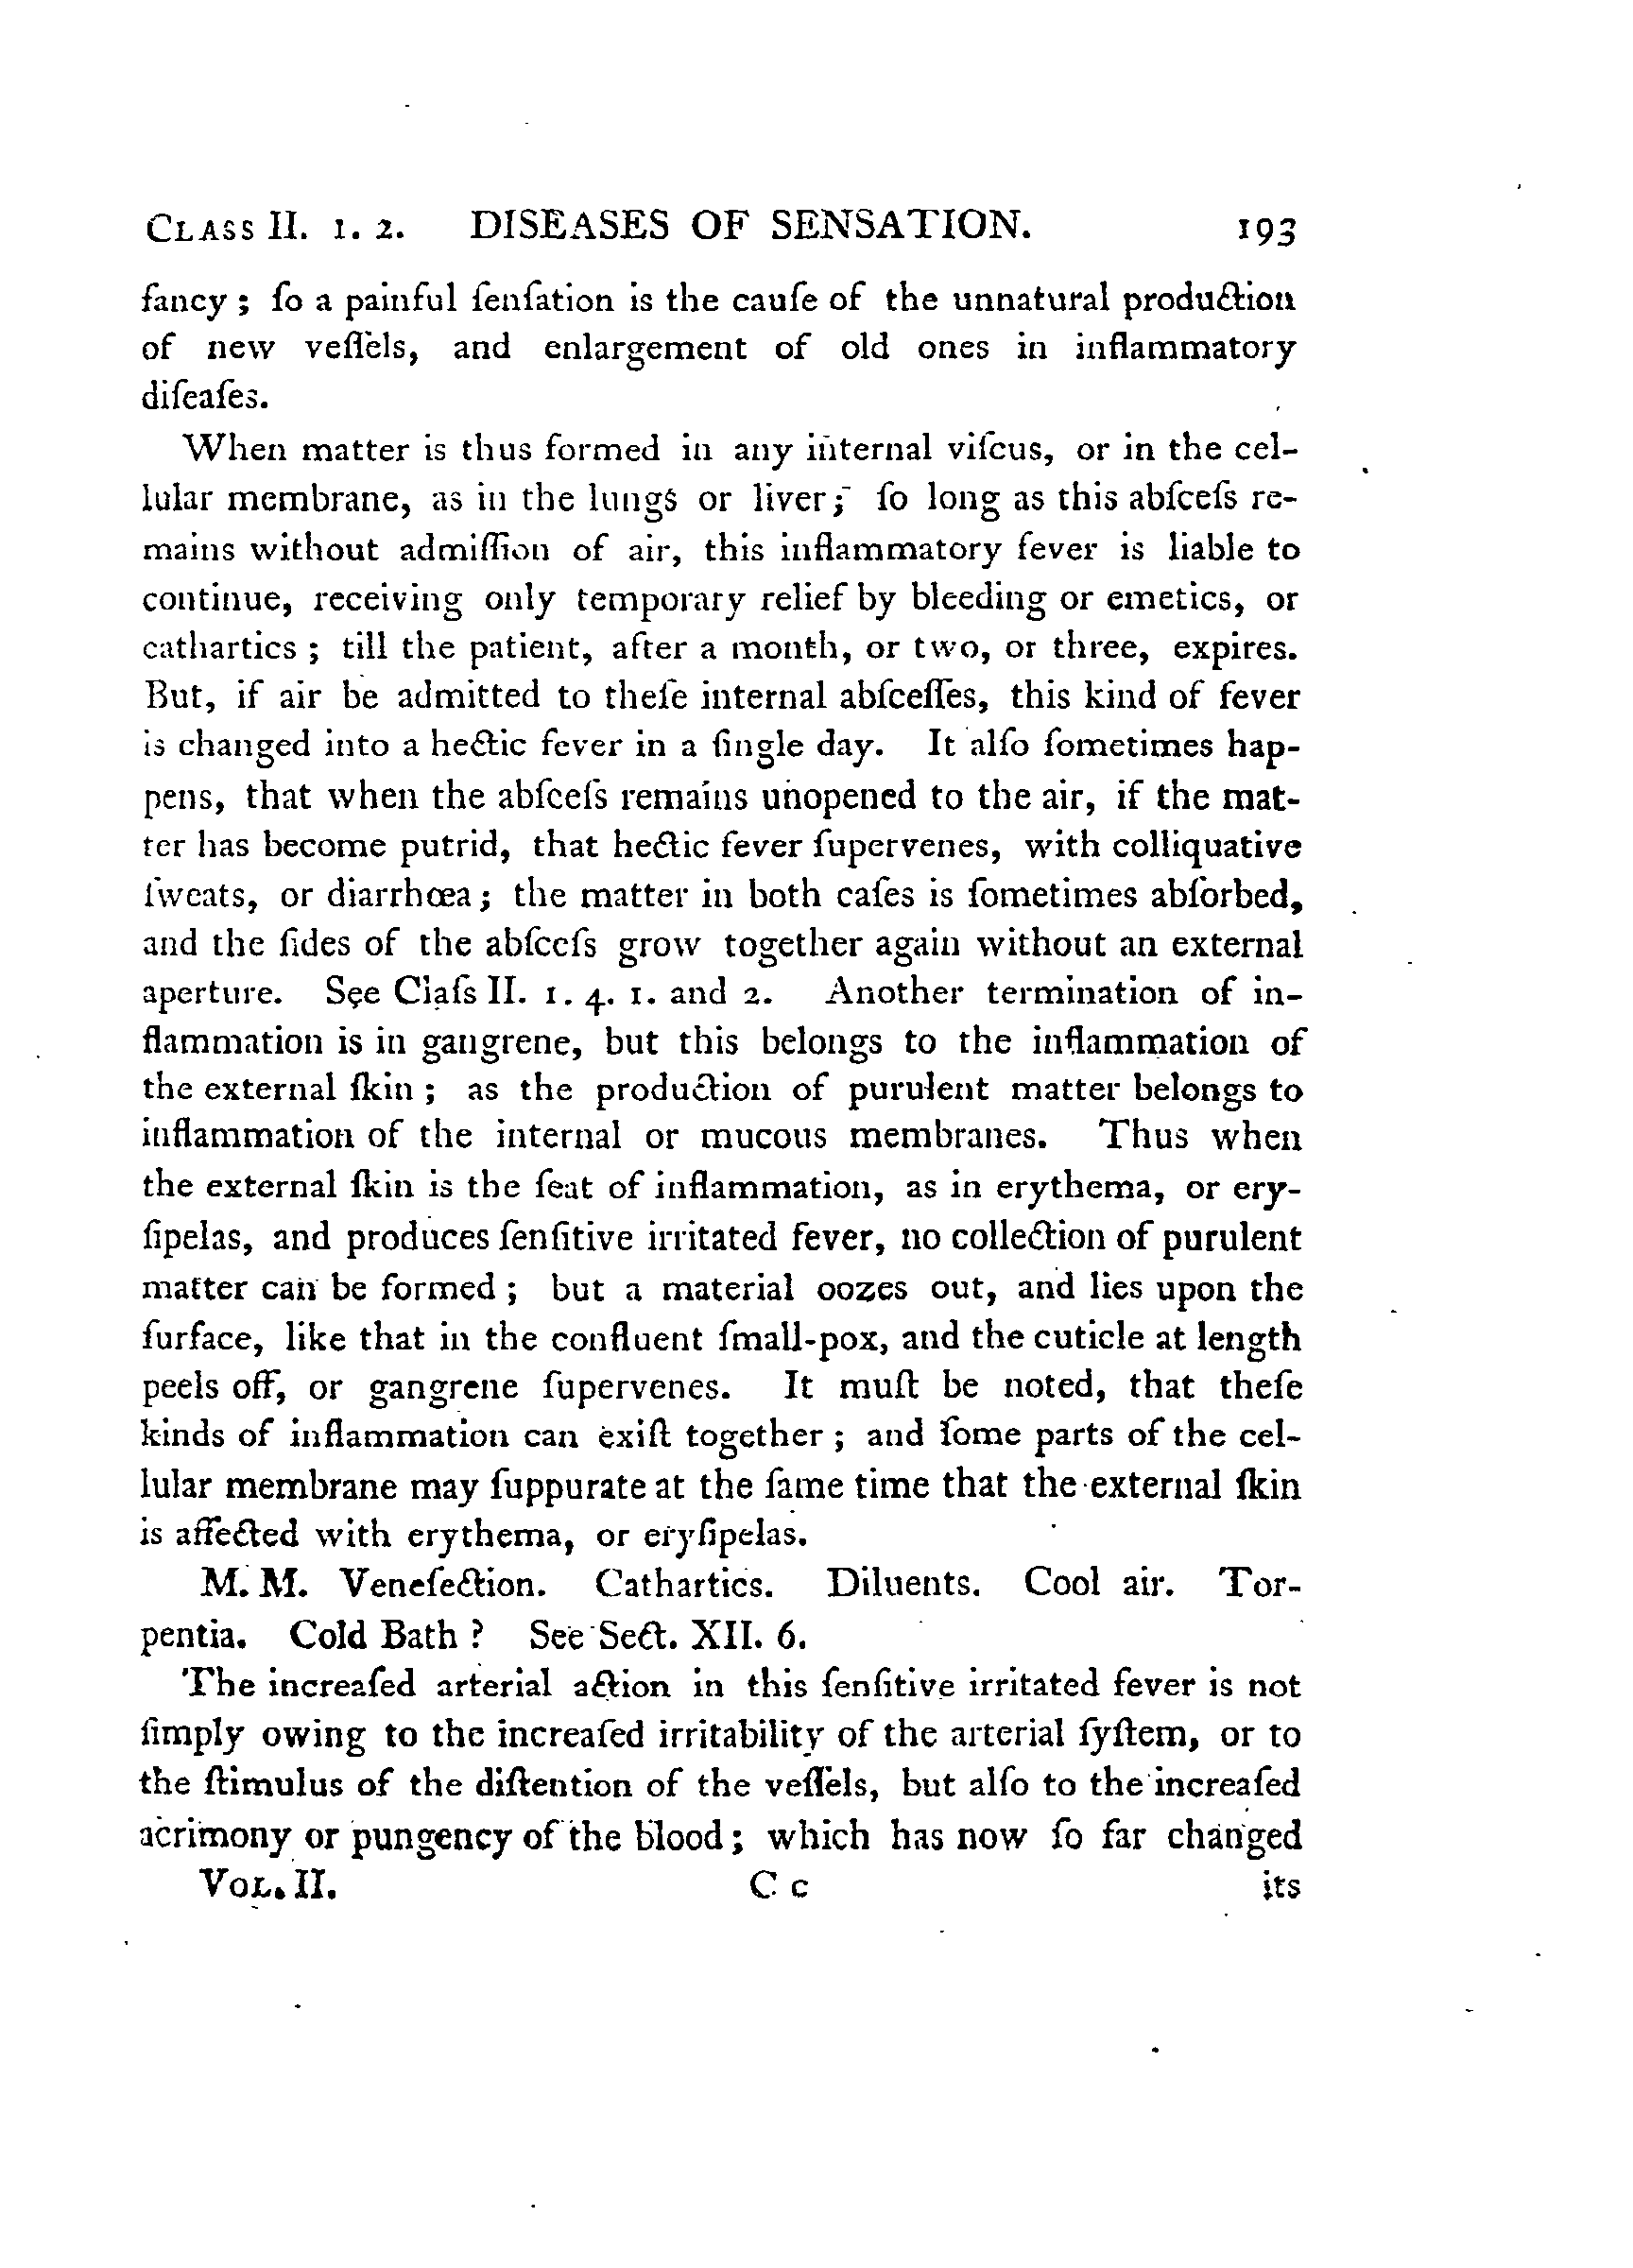 CLASS II. 1. 2. DISEASES OF SENSATION. 193
fancy; ſo a painful ſenſation is the cauſe of the unnatural production
of new veſſels, and enlargement of old ones in inflammatory
diſeaſes.
When matter is thus formed in any internal viſcus, or in the cel-
lular membrane, as in the lungs or liver; ſo long as this abſceſs re-
mains without admiſſion of air, this inflammatory fever is liable to
continue, receiving only temporary relief by bleeding or emetics, or
cathartics; till the patient, after a month, or two, or three, expires.
But, if air be admitted to theſe internal abſceſſes, this kind of fever
is changed into a hectic fever in a ſingle day. It alſo ſometimes hap-
pens, that when the abſceſs remains unopened to the air, if the mat-
ter has become putrid, that hectic fever ſupervenes, with colliquative
ſweats, or diarrhœa; the matter in both caſes is ſometimes abſorbed,
and the ſides of the abſceſs grow together again without an external
aperture. See Claſs II. 1. 4. 1. and 2. Another termination of in-
flammation is in gangrene, but this belongs to the inflammation of
the external ſkin; as the production of purulent matter belongs to
inflammation of the internal or mucous membranes. Thus when
the external ſkin is the ſeat of inflammation, as in erythema, or ery-
ſipelas, and produces ſenſitive irritated fever, no collection of purulent
matter can be formed; but a material oozes out, and lies upon the
ſurface, like that in the confluent ſmall-pox, and the cuticle at length
peels off, or gangrene ſupervenes. It muſt be noted, that theſe
kinds of inflammation can exiſt together; and ſome parts of the cel-
lular membrane may ſuppurate at the ſame time that the external ſkin
is affected with erythema, or eryſipelas.
M. M. Veneſection. Cathartics. Diluents. Cool air. Tor-
pentia. Cold Bath? See Sect. XII. 6.
The increaſed arterial action in this ſenſitive irritated fever is not
ſimply owing to the increaſed irritability of the arterial ſyſtem, or to
the ſtimulus of the diſtention of the veſſels, but alſo to the increaſed
acrimony or pungency of the blood; which has now ſo far changed
VOL. II. C c its